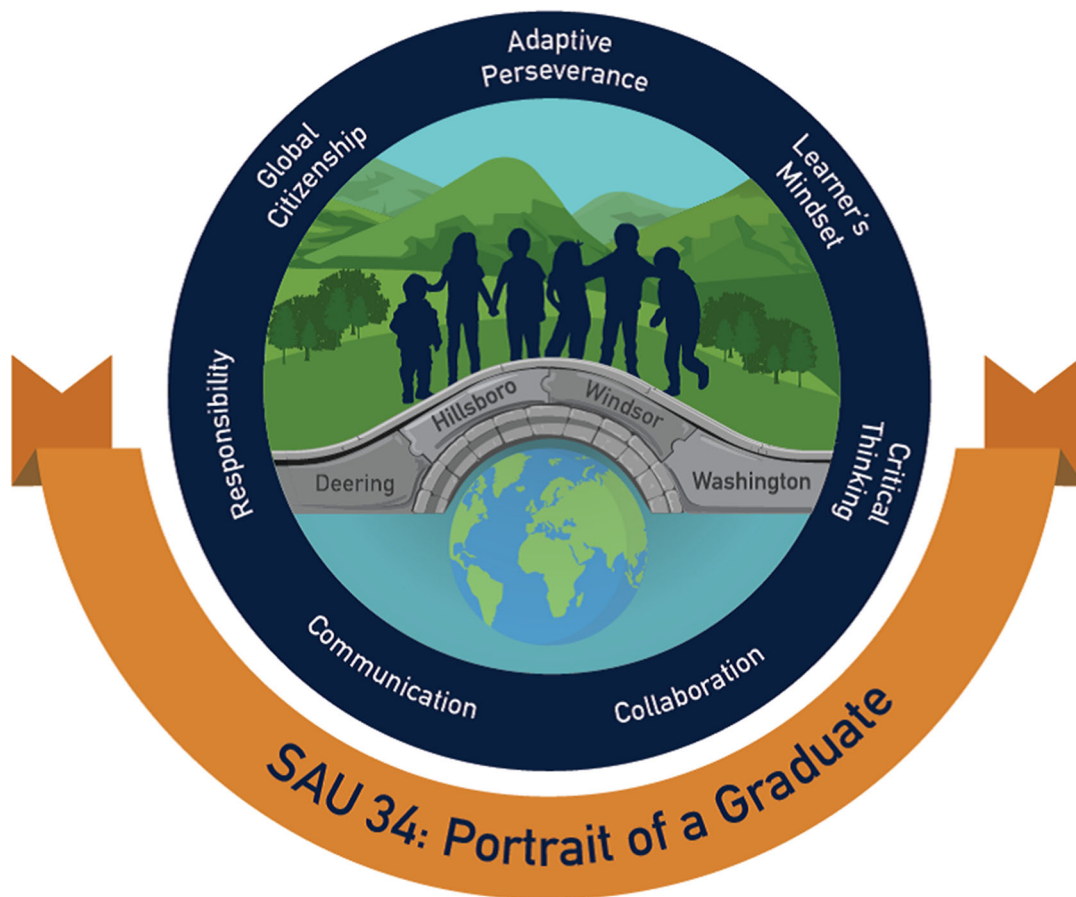 Adaptive
Perseverance
Learner's
Mindset
Critical
Thinking
Collaboration
Communication
Responsibility
Global
Citizenship
Deering
Hillsboro
Windsor
Washington
SAU 34: Portrait of a Graduate